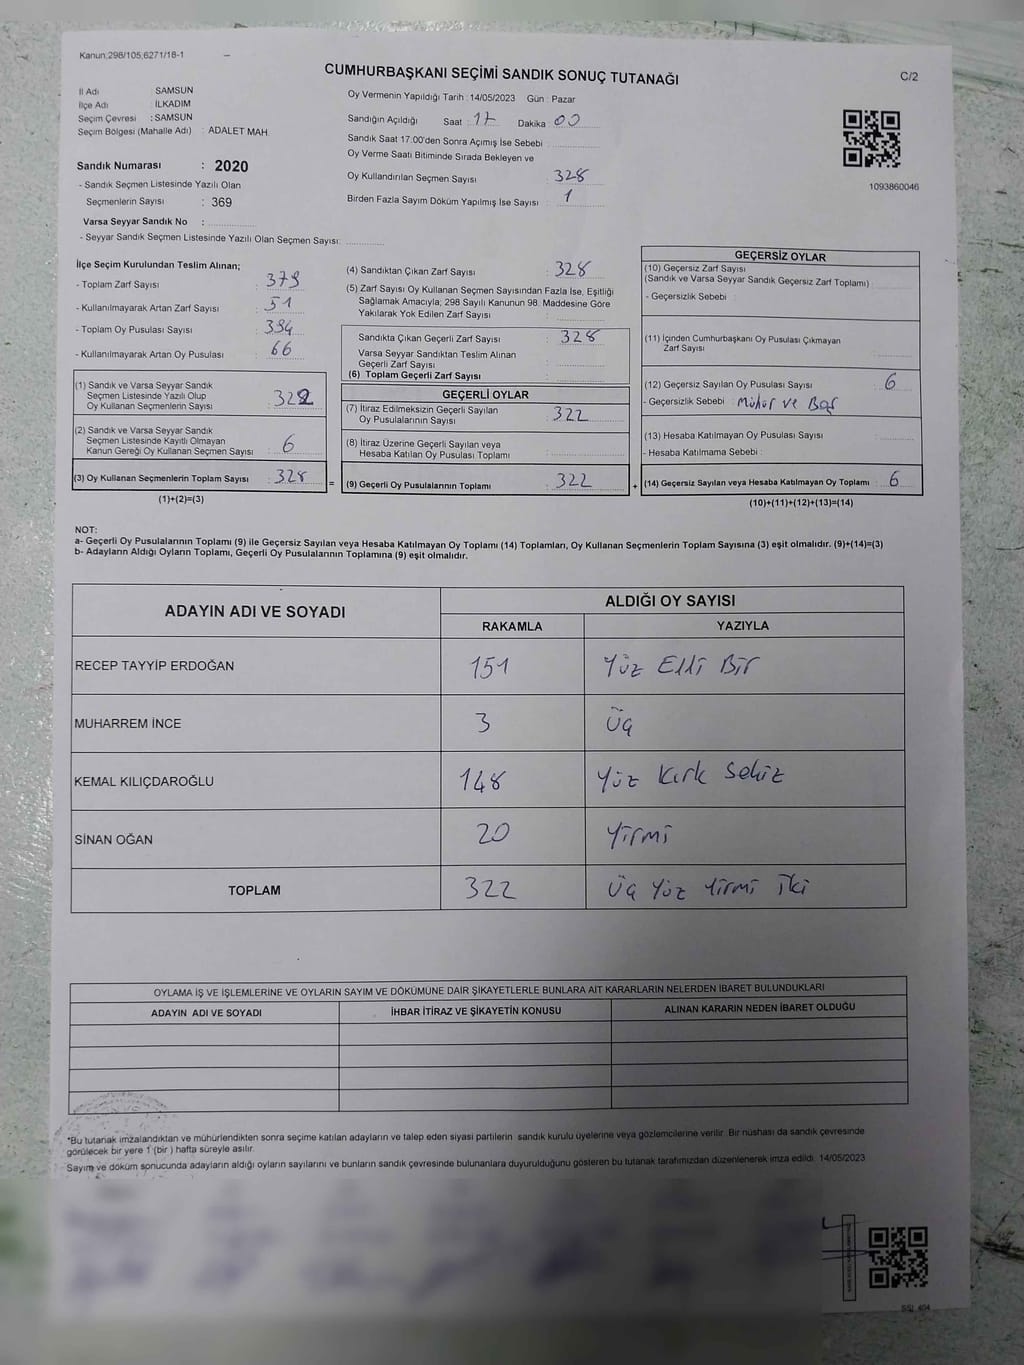 Kanun;298/105,6271/18-1
CUMHURBAŞKANI SEÇİMİ SANDIK SONUÇ TUTANAĞI
C/2
İl Adı : SAMSUN
İlçe Adı : İLKADIM
Seçim Çevresi : SAMSUN
Seçim Bölgesi (Mahalle Adı) : ADALET MAH.
Sandık Numarası : 2020
- Sandık Seçmen Listesinde Yazılı Olan
Seçmenlerin Sayısı : 369
Varsa Seyyar Sandık No :
- Seyyar Sandık Seçmen Listesinde Yazılı Olan Seçmen Sayısı:
Oy Vermenin Yapıldığı Tarih : 14/05/2023 Gün : Pazar
Sandığın Açıldığı Saat : 17 Dakika : 00
Sandık Saat 17:00'den Sonra Açımış İse Sebebi :
Oy Verme Saati Bitiminde Sırada Bekleyen ve
Oy Kullandırılan Seçmen Sayısı : 328
Birden Fazla Sayım Döküm Yapılmış İse Sayısı : 1
1093860046
İlçe Seçim Kurulundan Teslim Alınan;
- Toplam Zarf Sayısı : 379
- Kullanılmayarak Artan Zarf Sayısı : 51
- Toplam Oy Pusulası Sayısı : 394
- Kullanılmayarak Artan Oy Pusulası : 66
(1) Sandık ve Varsa Seyyar Sandık
Seçmen Listesinde Yazılı Olup
Oy Kullanan Seçmenlerin Sayısı : 322
(2) Sandık ve Varsa Seyyar Sandık
Seçmen Listesinde Kayıtlı Olmayan
Kanun Gereği Oy Kullanan Seçmen Sayısı : 6
(3) Oy Kullanan Seçmenlerin Toplam Sayısı : 328
(1)+(2)=(3)
(4) Sandıktan Çıkan Zarf Sayısı : 328
(5) Zarf Sayısı Oy Kullanan Seçmen Sayısından Fazla İse, Eşitliği
Sağlamak Amacıyla; 298 Sayılı Kanunun 98. Maddesine Göre
Yakılarak Yok Edilen Zarf Sayısı :
Sandıkta Çıkan Geçerli Zarf Sayısı : 328
Varsa Seyyar Sandıktan Teslim Alınan
Geçerli Zarf Sayısı :
(6) Toplam Geçerli Zarf Sayısı :
GEÇERLİ OYLAR
(7) İtiraz Edilmeksizin Geçerli Sayılan
Oy Pusulalarının Sayısı : 322
(8) İtiraz Üzerine Geçerli Sayılan veya
Hesaba Katılan Oy Pusulası Toplamı :
= (9) Geçerli Oy Pusulalarının Toplamı : 322
GEÇERSİZ OYLAR
(10) Geçersiz Zarf Sayısı
(Sandık ve Varsa Seyyar Sandık Geçersiz Zarf Toplamı) :
- Geçersizlik Sebebi :
(11) İçinden Cumhurbaşkanı Oy Pusulası Çıkmayan
Zarf Sayısı :
(12) Geçersiz Sayılan Oy Pusulası Sayısı : 6
- Geçersizlik Sebebi : Mühür ve Boş
(13) Hesaba Katılmayan Oy Pusulası Sayısı :
- Hesaba Katılmama Sebebi :
+ (14) Geçersiz Sayılan veya Hesaba Katılmayan Oy Toplamı : 6
(10)+(11)+(12)+(13)=(14)
NOT:
a- Geçerli Oy Pusulalarının Toplamı (9) ile Geçersiz Sayılan veya Hesaba Katılmayan Oy Toplamı (14) Toplamları, Oy Kullanan Seçmenlerin Toplam Sayısına (3) eşit olmalıdır. (9)+(14)=(3)
b- Adayların Aldığı Oyların Toplamı, Geçerli Oy Pusulalarının Toplamına (9) eşit olmalıdır.
ADAYIN ADI VE SOYADI ALDIĞI OY SAYISI
RAKAMLA YAZIYLA
RECEP TAYYİP ERDOĞAN 151 Yüz Elli Bir
MUHARREM İNCE 3 Üç
KEMAL KILIÇDAROĞLU 148 Yüz Kırk Sekiz
SİNAN OĞAN 20 Yirmi
TOPLAM 322 Üç Yüz Yirmi İki
OYLAMA İŞ VE İŞLEMLERİNE VE OYLARIN SAYIM VE DÖKÜMÜNE DAİR ŞİKAYETLERLE BUNLARA AİT KARARLARIN NELERDEN İBARET BULUNDUKLARI
ADAYIN ADI VE SOYADI İHBAR İTİRAZ VE ŞİKAYETİN KONUSU ALINAN KARARIN NEDEN İBARET OLDUĞU
*Bu tutanak imzalandıktan ve mühürlendikten sonra seçime katılan adayların ve talep eden siyasi partilerin sandık kurulu üyelerine veya gözlemcilerine verilir. Bir nüshası da sandık çevresinde
görülecek bir yere 1 (bir ) hafta süreyle asılır.
Sayım ve döküm sonucunda adayların aldığı oyların sayılarını ve bunların sandık çevresinde bulunanlara duyurulduğunu gösteren bu tutanak tarafımızdan düzenlenerek imza edildi. 14/05/2023